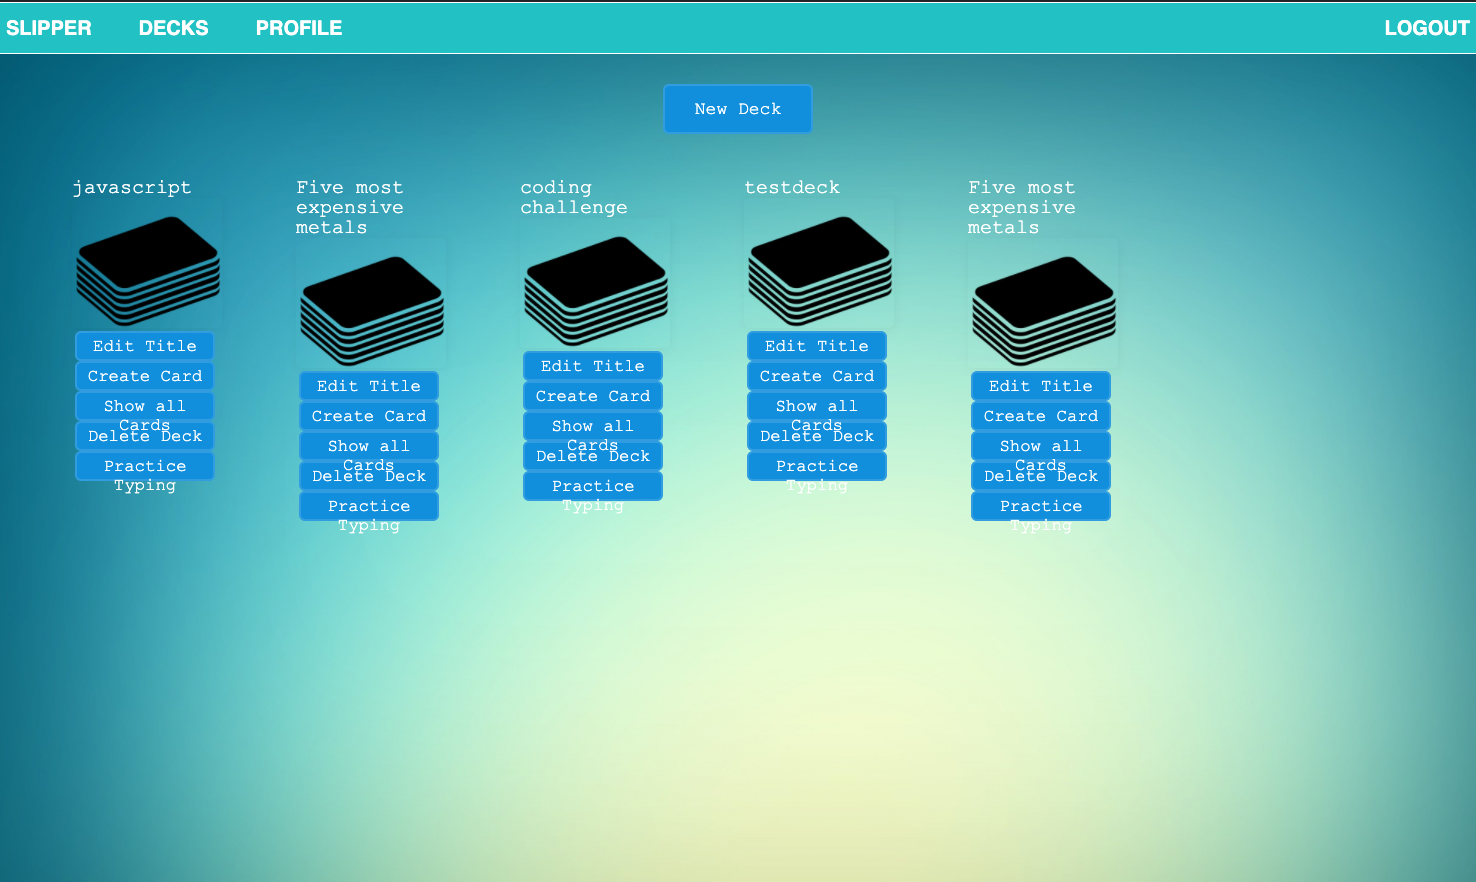 SLIPPER DECKS PROFILE LOGOUT
New Deck
javascript
Edit Title
Create Card
Show all
Cards
Delete Deck
Practice
Typing
Five most
expensive
metals
Edit Title
Create Card
Show all
Cards
Delete Deck
Practice
Typing
coding
challenge
Edit Title
Create Card
Show all
Cards
Delete Deck
Practice
Typing
testdeck
Edit Title
Create Card
Show all
Cards
Delete Deck
Practice
Typing
Five most
expensive
metals
Edit Title
Create Card
Show all
Cards
Delete Deck
Practice
Typing